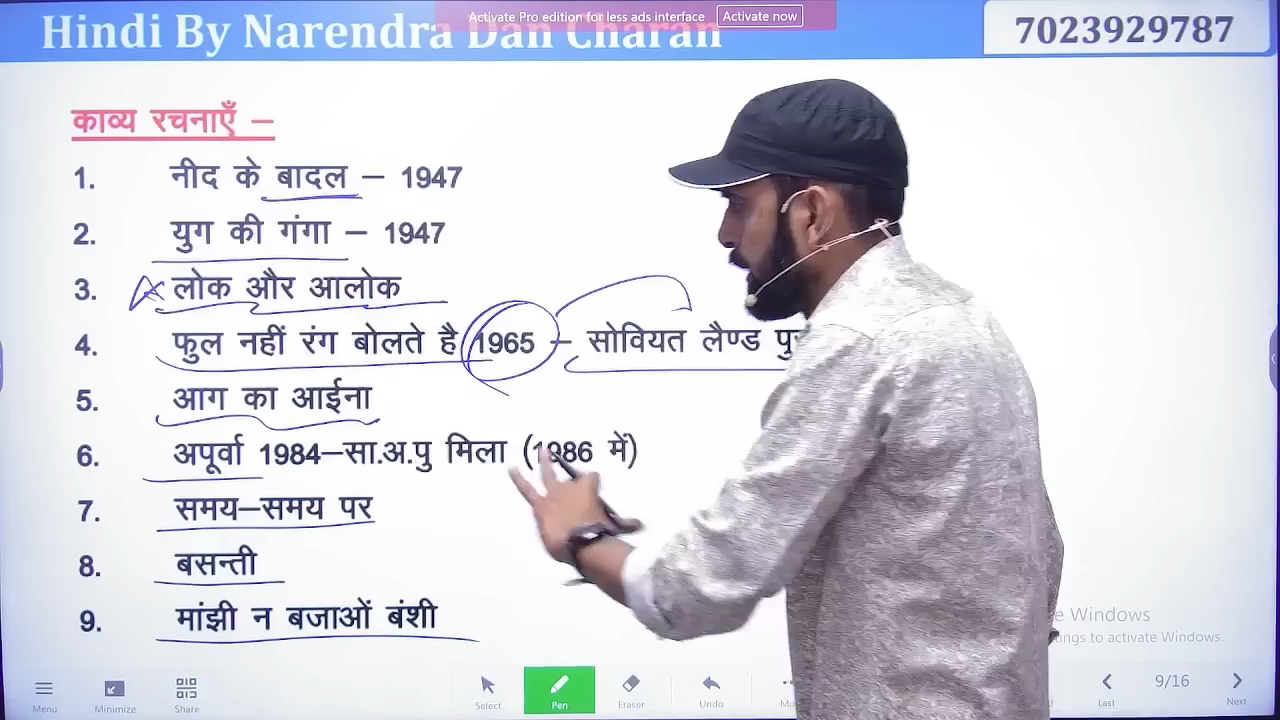 Activate Pro edition for less ads interface Activate now
Hindi By Narendra Dan Charan
7023929787
काव्य रचनाएँ –
1. नीद के बादल – 1947
2. युग की गंगा – 1947
3. लोक और आलोक
4. फुल नहीं रंग बोलते है 1965 – सोवियत लैण्ड
5. आग का आईना
6. अपूर्वा 1984–सा.अ.पु मिला (1986 में)
7. समय–समय पर
8. बसन्ती
9. मांझी न बजाओं बंशी
Windows
to activate Windows.
Menu Minimize Share Select Pen Eraser Undo Last 9/16 Next